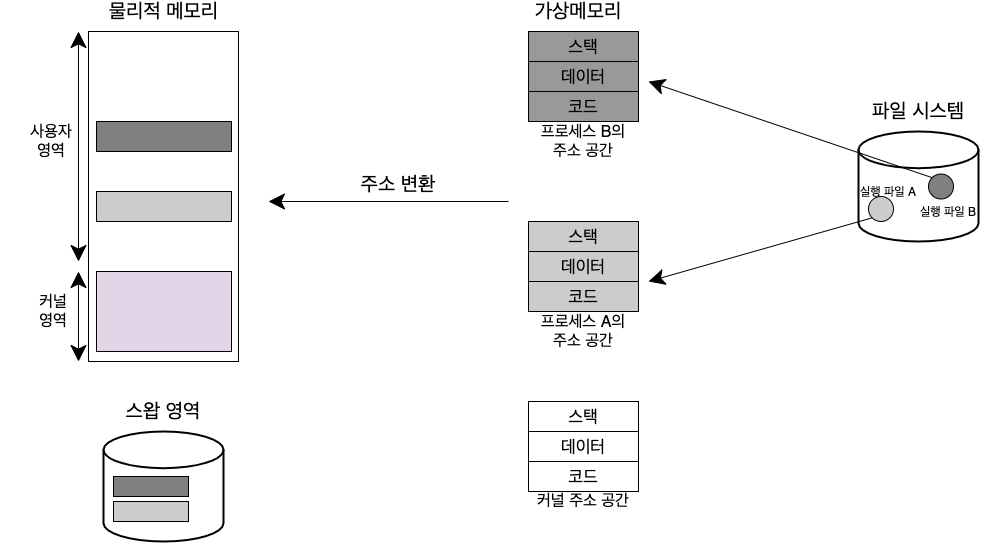 물리적 메모리
사용자
영역
커널
영역
스왑 영역
주소 변환
가상메모리
스택
데이터
코드
프로세스 B의
주소 공간
스택
데이터
코드
프로세스 A의
주소 공간
스택
데이터
코드
커널 주소 공간
파일 시스템
실행 파일 A
실행 파일 B